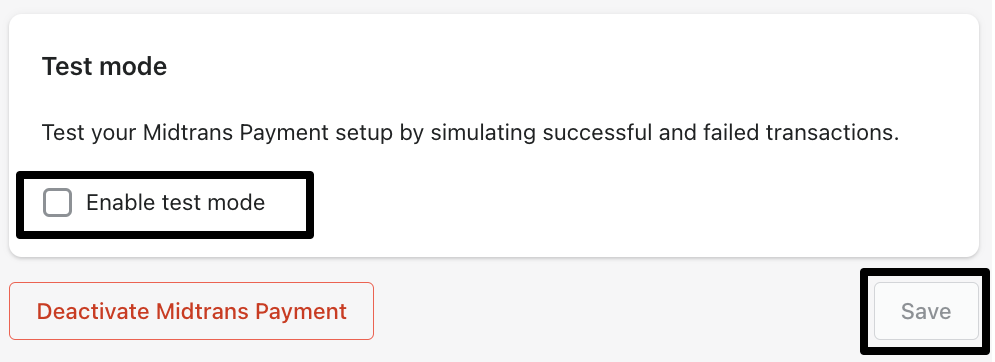 Test mode
Test your Midtrans Payment setup by simulating successful and failed transactions.
Enable test mode
Deactivate Midtrans Payment
Save